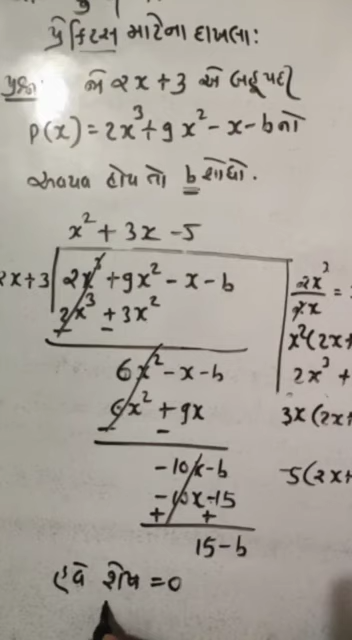 પ્રેકિટસ માટેના દાખલા:
પ્રશ્ન: જો 2x + 3 એ બહુપદી
P(x) = 2x³ + 9x² - x - b નો
અવયવ હોય તો b શોધો.
x² + 3x - 5
2x + 3 2x³ + 9x² - x - b
2x³ + 3x²
- -
6x² - x - b
6x² + 9x
- -
-10x - b
-10x - 15
+ +
15 - b
હવે શેષ = 0
2x³
2x
x²(2x
2x³ +
3x(2x+
-5(2x+